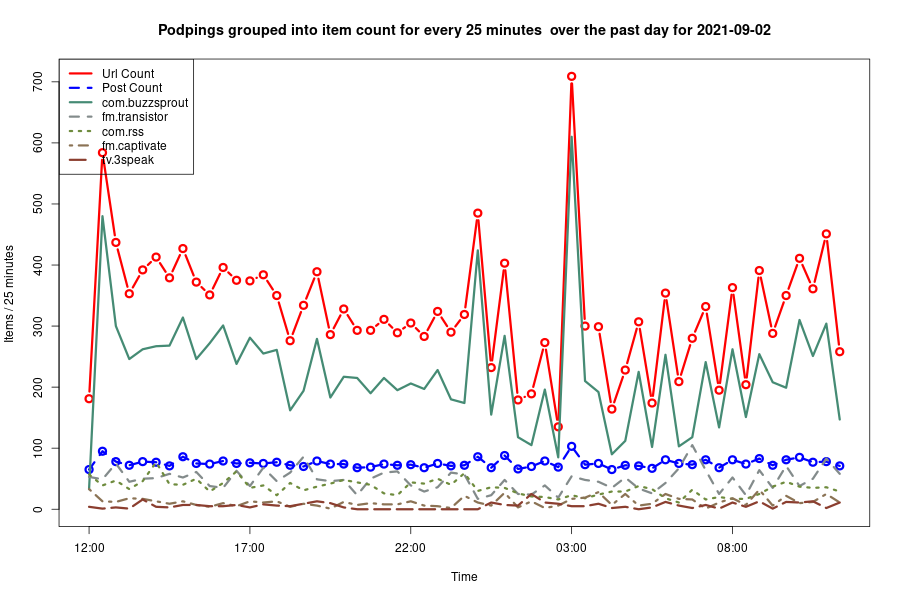 Podpings grouped into item count for every 25 minutes  over the past day for 2021-09-02
Url Count
Post Count
com.buzzsprout
fm.transistor
com.rss
fm.captivate
tv.3speak
Items / 25 minutes
700
600
500
400
300
200
100
0
12:00 17:00 22:00 03:00 08:00
Time